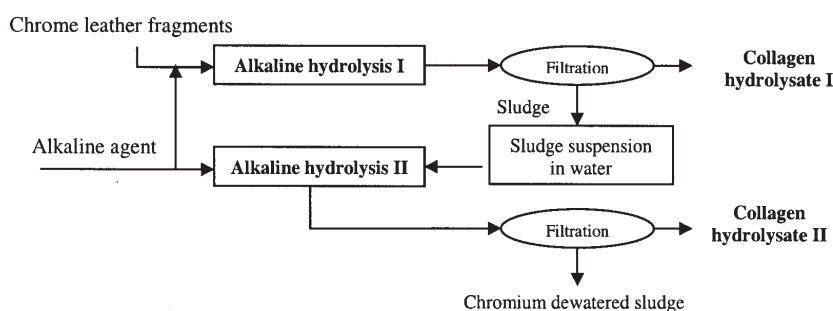 Chrome leather fragments
Alkaline hydrolysis I
Filtration
Collagen
hydrolysate I
Sludge
Alkaline agent
Alkaline hydrolysis II
Sludge suspension
in water
Filtration
Collagen
hydrolysate II
Chromium dewatered sludge